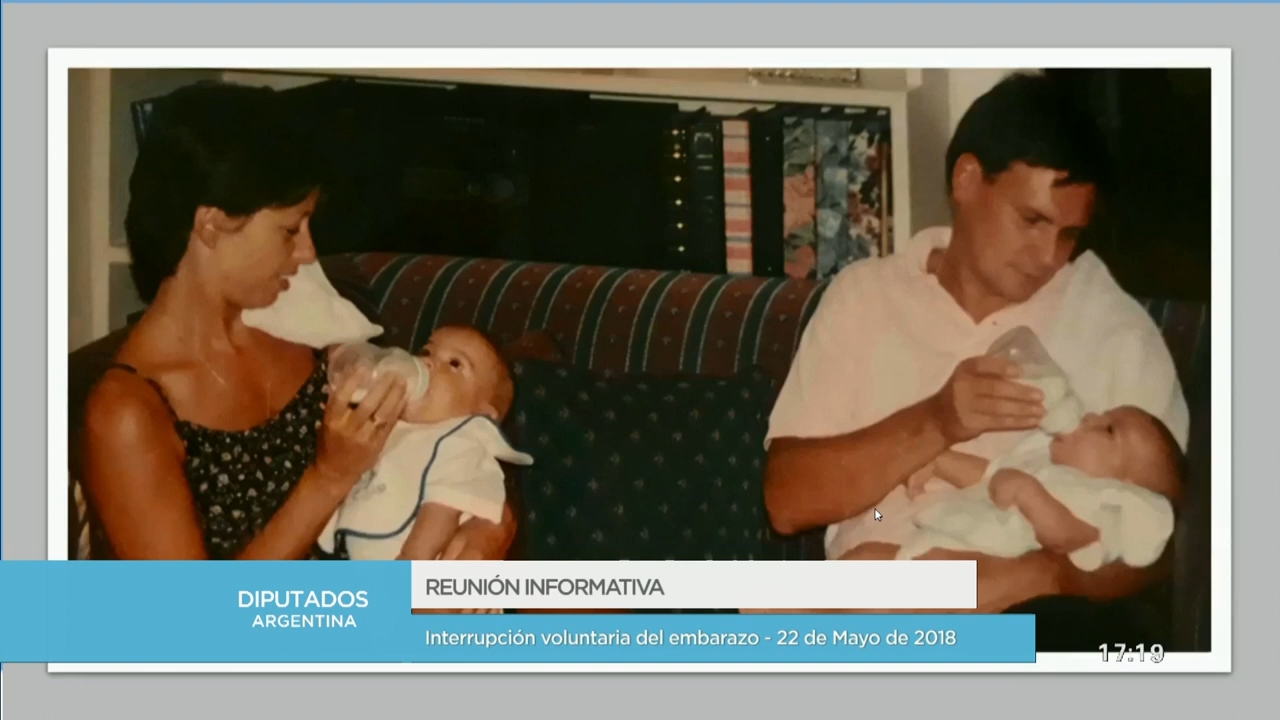 DIPUTADOS
ARGENTINA
REUNIÓN INFORMATIVA
Interrupción voluntaria del embarazo - 22 de Mayo de 2018
17:19